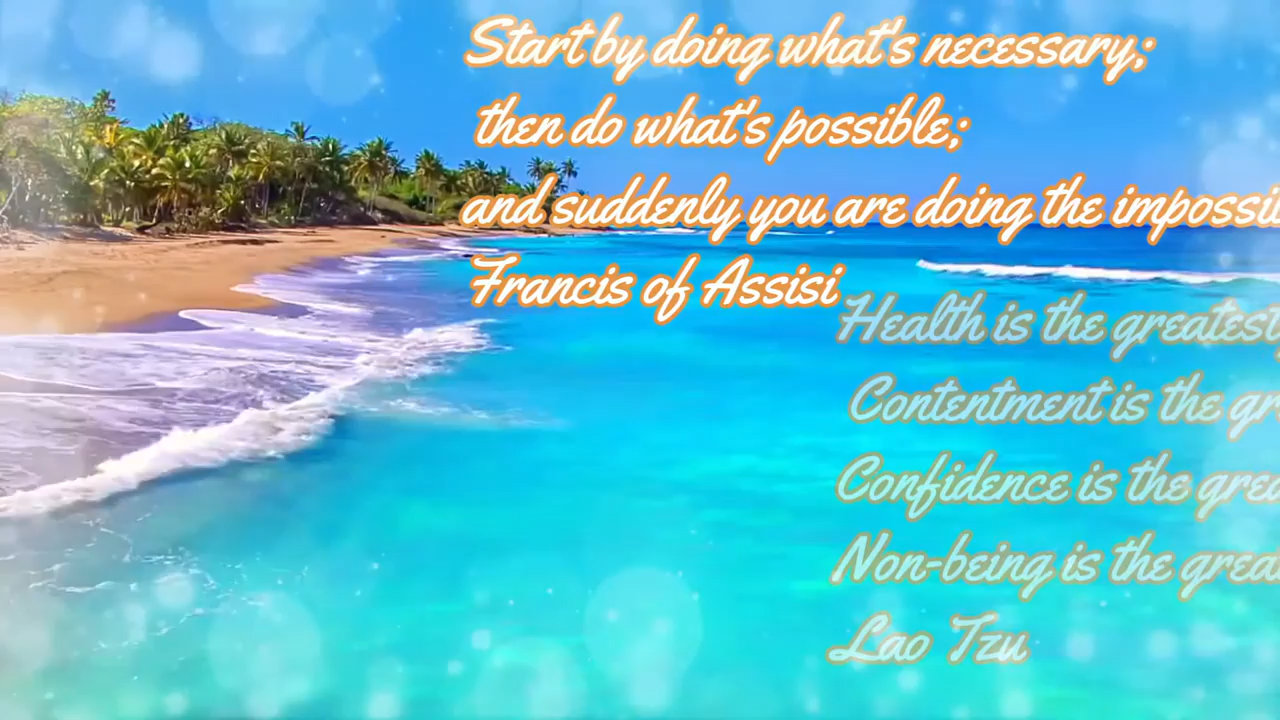 Start by doing what's necessary;
then do what's possible;
and suddenly you are doing the
Francis of Assisi
Health is the greatest
Contentment is the
Confidence is the
Non-being is the
Lao Tzu